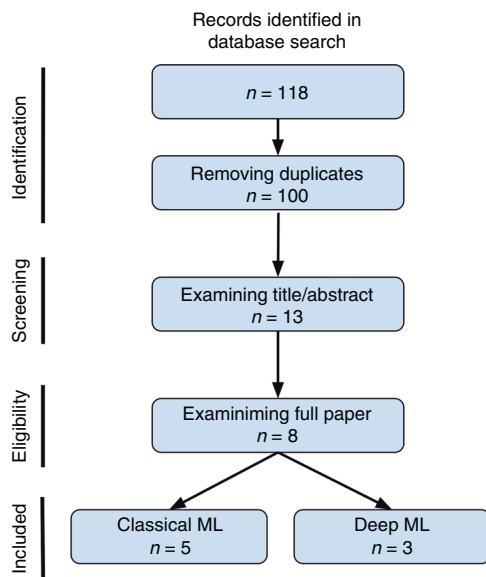 Records identified in
database search
Identification
n = 118
Removing duplicates
n = 100
Screening
Examining title/abstract
n = 13
Eligibility
Examiniming full paper
n = 8
Included
Classical ML
n = 5
Deep ML
n = 3